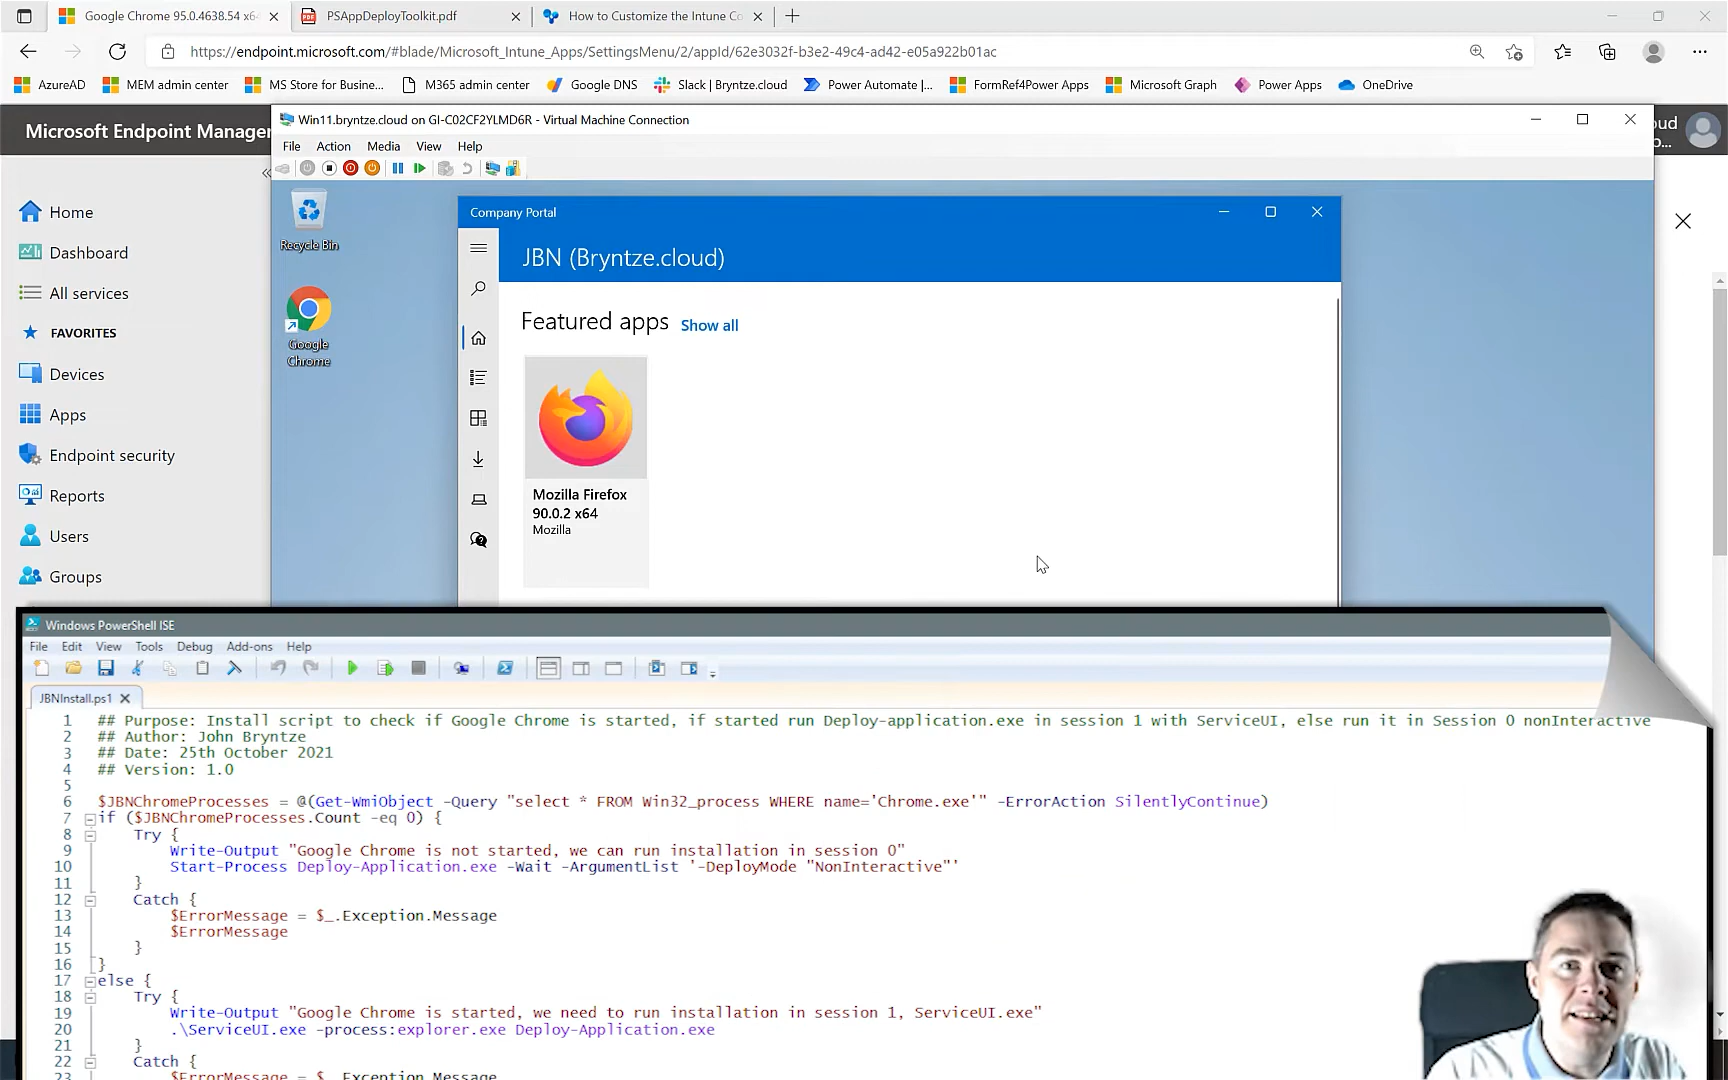 Google Chrome 95.0.4638.54 x64
PSAppDeployToolkit.pdf
How to Customize the Intune Co
https://endpoint.microsoft.com/#blade/Microsoft_Intune_Apps/SettingsMenu/2/appId/62e3032f-b3e2-49c4-ad42-e05a922b01ac
AzureAD
MEM admin center
MS Store for Busine...
M365 admin center
Google DNS
Slack | Bryntze.cloud
Power Automate |...
FormRef4Power Apps
Microsoft Graph
Power Apps
OneDrive
Microsoft Endpoint Manager
Win11.bryntze.cloud on GI-C02CF2YLMD6R - Virtual Machine Connection
File Action Media View Help
Home
Dashboard
All services
FAVORITES
Devices
Apps
Endpoint security
Reports
Users
Groups
Recycle Bin
Google
Chrome
Company Portal
JBN (Bryntze.cloud)
Featured apps Show all
Mozilla Firefox
90.0.2 x64
Mozilla
Windows PowerShell ISE
File Edit View Tools Debug Add-ons Help
JBNInstall.ps1
1 ## Purpose: Install script to check if Google Chrome is started, if started run Deploy-application.exe in session 1 with ServiceUI, else run it in Session 0 nonInteractive
2 ## Author: John Bryntze
3 ## Date: 25th October 2021
4 ## Version: 1.0
5
6 $JBNChromeProcesses = @(Get-WmiObject -Query "select * FROM Win32_process WHERE name='Chrome.exe'" -ErrorAction SilentlyContinue)
7 if ($JBNChromeProcesses.Count -eq 0) {
8 Try {
9 Write-Output "Google Chrome is not started, we can run installation in session 0"
10 Start-Process Deploy-Application.exe -Wait -ArgumentList '-DeployMode "NonInteractive"'
11 }
12 Catch {
13 $ErrorMessage = $_.Exception.Message
14 $ErrorMessage
15 }
16 }
17 else {
18 Try {
19 Write-Output "Google Chrome is started, we need to run installation in session 1, ServiceUI.exe"
20 .\ServiceUI.exe -process:explorer.exe Deploy-Application.exe
21 }
22 Catch {
23 $ErrorMessage = $_.Exception.Message